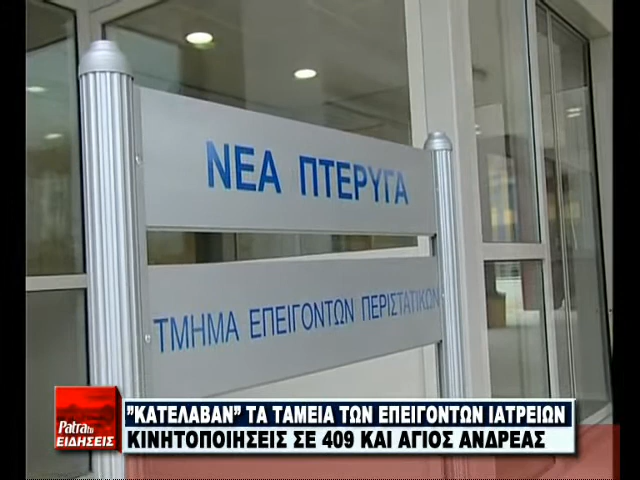 ΝΕΑ ΠΤΕΡΥΓΑ
ΤΜΗΜΑ ΕΠΕΙΓΟΝΤΩΝ ΠΕΡΙΣΤΑΤΙΚΩΝ
"ΚΑΤΕΛΑΒΑΝ" ΤΑ ΤΑΜΕΙΑ ΤΩΝ ΕΠΕΙΓΟΝΤΩΝ ΙΑΤΡΕΙΩΝ
ΚΙΝΗΤΟΠΟΙΗΣΕΙΣ ΣΕ 409 ΚΑΙ ΑΓΙΟΣ ΑΝΔΡΕΑΣ
Patra tv
ΕΙΔΗΣΕΙΣ